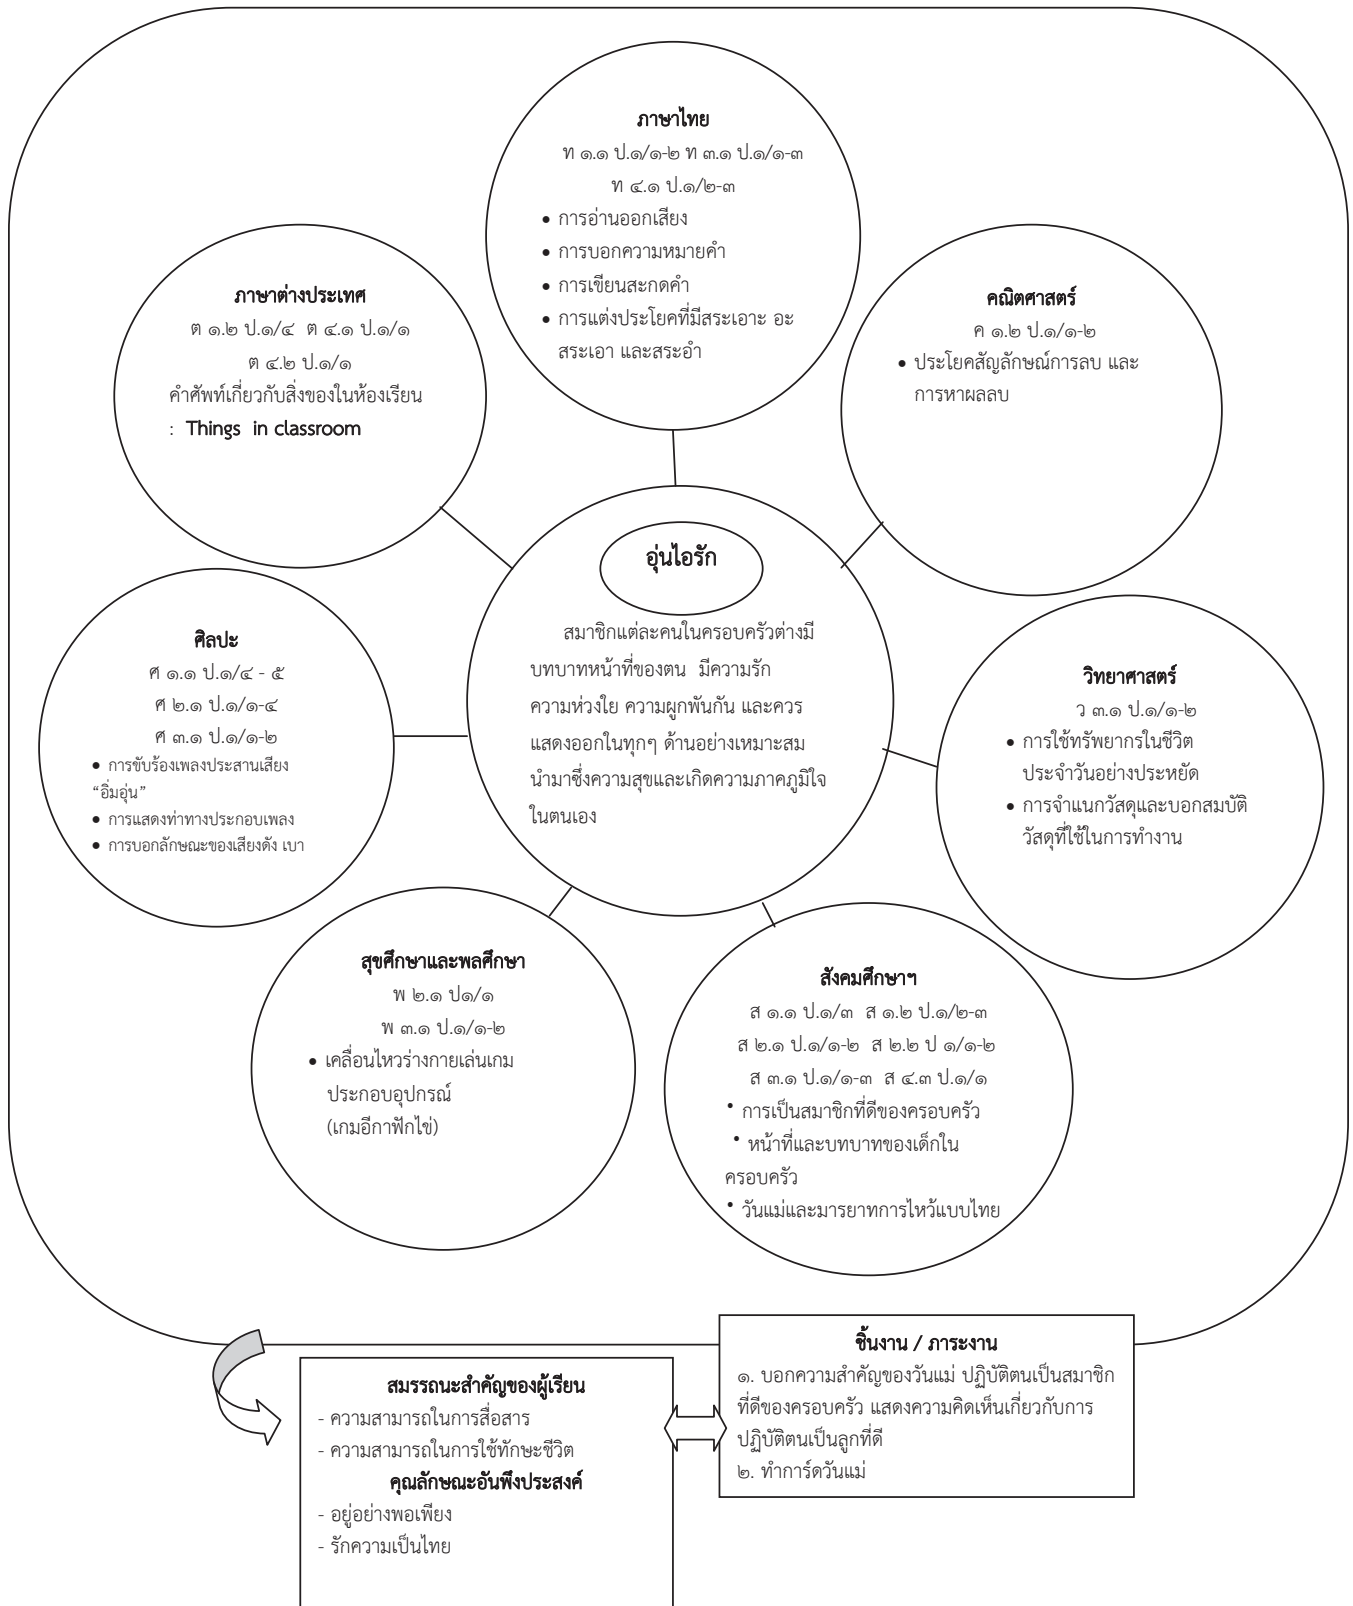 ภาษาไทย
ท ๑.๑ ป.๑/๑-๒ ท ๓.๑ ป.๑/๑-๓
ท ๔.๑ ป.๑/๒-๓
• การอ่านออกเสียง
• การบอกความหมายคำ
• การเขียนสะกดคำ
• การแต่งประโยคที่มีสระเอาะ อะ
สระเอา และสระอำ
ภาษาต่างประเทศ
ต ๑.๒ ป.๑/๔ ต ๔.๑ ป.๑/๑
ต ๔.๒ ป.๑/๑
คำศัพท์เกี่ยวกับสิ่งของในห้องเรียน
: Things in classroom
คณิตศาสตร์
ค ๑.๒ ป.๑/๑-๒
• ประโยคสัญลักษณ์การลบ และ
การหาผลลบ
อุ่นไอรัก
สมาชิกแต่ละคนในครอบครัวต่างมี
บทบาทหน้าที่ของตน มีความรัก
ความห่วงใย ความผูกพันกัน และควร
แสดงออกในทุกๆ ด้านอย่างเหมาะสม
นำมาซึ่งความสุขและเกิดความภาคภูมิใจ
ในตนเอง
ศิลปะ
ศ ๑.๑ ป.๑/๔ - ๕
ศ ๒.๑ ป.๑/๑-๔
ศ ๓.๑ ป.๑/๑-๒
• การขับร้องเพลงประสานเสียง
“อิ่มอุ่น”
• การแสดงท่าทางประกอบเพลง
• การบอกลักษณะของเสียงดัง เบา
วิทยาศาสตร์
ว ๓.๑ ป.๑/๑-๒
• การใช้ทรัพยากรในชีวิต
ประจำวันอย่างประหยัด
• การจำแนกวัสดุและบอกสมบัติ
วัสดุที่ใช้ในการทำงาน
สุขศึกษาและพลศึกษา
พ ๒.๑ ป๑/๑
พ ๓.๑ ป.๑/๑-๒
• เคลื่อนไหวร่างกายเล่นเกม
ประกอบอุปกรณ์
(เกมอีกาฟักไข่)
สังคมศึกษาฯ
ส ๑.๑ ป.๑/๓ ส ๑.๒ ป.๑/๒-๓
ส ๒.๑ ป.๑/๑-๒ ส ๒.๒ ป ๑/๑-๒
ส ๓.๑ ป.๑/๑-๓ ส ๔.๓ ป.๑/๑
• การเป็นสมาชิกที่ดีของครอบครัว
• หน้าที่และบทบาทของเด็กใน
ครอบครัว
• วันแม่และมารยาทการไหว้แบบไทย
สมรรถนะสำคัญของผู้เรียน
- ความสามารถในการสื่อสาร
- ความสามารถในการใช้ทักษะชีวิต
คุณลักษณะอันพึงประสงค์
- อยู่อย่างพอเพียง
- รักความเป็นไทย
ชิ้นงาน / ภาระงาน
๑. บอกความสำคัญของวันแม่ ปฏิบัติตนเป็นสมาชิก
ที่ดีของครอบครัว แสดงความคิดเห็นเกี่ยวกับการ
ปฏิบัติตนเป็นลูกที่ดี
๒. ทำการ์ดวันแม่